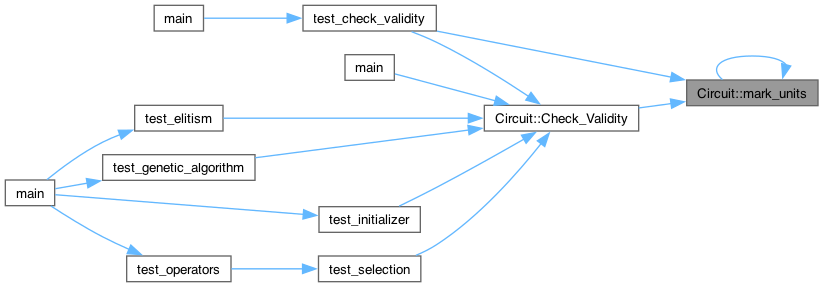 main
test_check_validity
main
Circuit::mark_units
test_elitism
Circuit::Check_Validity
test_genetic_algorithm
main
test_initializer
test_operators
test_selection